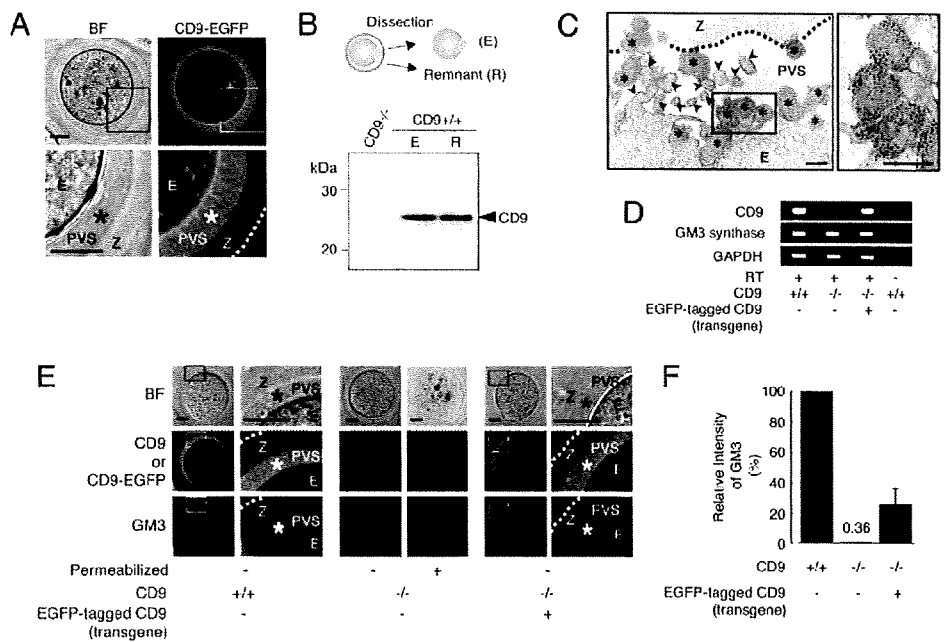 A
BF
CD9-EGFP
E
PVS
Z
*
E
PVS
Z
*
B
Dissection
(E)
Remnant (R)
CD9-/-
CD9+/+
E
R
kDa
30
20
CD9
C
Z
PVS
E
D
CD9
GM3 synthase
GAPDH
RT + + + -
CD9 +/+ -/- -/- +/+
EGFP-tagged CD9 - - + -
(transgene)
E
BF
Z
*
PVS
E
PVS
Z
*
E
CD9
or
CD9-EGFP
Z
PVS
*
E
Z
PVS
*
GM3
Z
PVS
*
E
Z
PVS
*
Permeabilized - - + -
CD9 +/+ -/- -/-
EGFP-tagged CD9 - - +
(transgene)
F
Relative Intensity
of GM3
(%)
100
80
60
40
20
0
0.36
CD9 +/+ -/- -/-
EGFP-tagged CD9 - - +
(transgene)